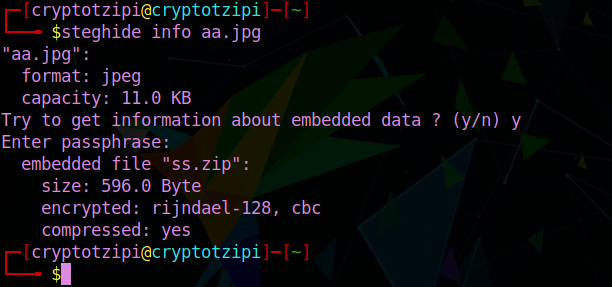 ┌─[cryptotzipi@cryptotzipi]─[~]
└──╼ $steghide info aa.jpg
"aa.jpg":
  format: jpeg
  capacity: 11.0 KB
Try to get information about embedded data ? (y/n) y
Enter passphrase:
  embedded file "ss.zip":
    size: 596.0 Byte
    encrypted: rijndael-128, cbc
    compressed: yes
┌─[cryptotzipi@cryptotzipi]─[~]
└──╼ $